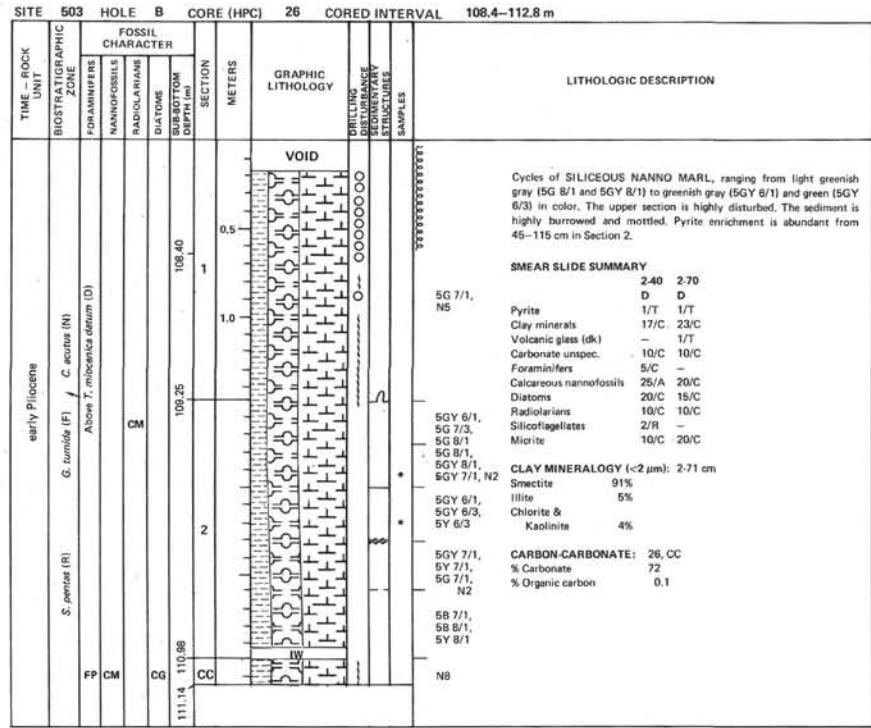 SITE 503 HOLE B CORE (HPC) 26 CORED INTERVAL 108.4–112.8 m
TIME – ROCK UNIT
BIOSTRATIGRAPHIC ZONE
FOSSIL CHARACTER
FORAMINIFERS
NANNOFOSSILS
RADIOLARIANS
DIATOMS
SUB-BOTTOM DEPTH (m)
SECTION
METERS
GRAPHIC LITHOLOGY
DRILLING DISTURBANCE
SEDIMENTARY STRUCTURES
SAMPLES
LITHOLOGIC DESCRIPTION
early Pliocene
S. pentas (R)
G. tumida (F)
C. acutus (N)
Above T. miocenica datum (D)
FP
CM
CM
CG
108.40
109.25
110.98
111.14
1
2
CC
0.5
1.0
VOID
IW
5G 7/1,
N5
5GY 6/1,
5G 7/3,
5G 8/1
5G 8/1,
5GY 8/1,
5GY 7/1, N2
*
5GY 6/1,
5GY 6/3,
5Y 6/3
*
5GY 7/1,
5Y 7/1,
5G 7/1,
N2
5B 7/1,
5B 8/1,
5Y 8/1
N8
Cycles of SILICEOUS NANNO MARL, ranging from light greenish
gray (5G 8/1 and 5GY 8/1) to greenish gray (5GY 6/1) and green (5GY
6/3) in color. The upper section is highly disturbed. The sediment is
highly burrowed and mottled. Pyrite enrichment is abundant from
45–115 cm in Section 2.
SMEAR SLIDE SUMMARY
2-40 2-70
D D
Pyrite 1/T 1/T
Clay minerals 17/C 23/C
Volcanic glass (dk) – 1/T
Carbonate unspec. 10/C 10/C
Foraminifers 5/C –
Calcareous nannofossils 25/A 20/C
Diatoms 20/C 15/C
Radiolarians 10/C 10/C
Silicoflagellates 2/R –
Micrite 10/C 20/C
CLAY MINERALOGY (<2 μm): 2-71 cm
Smectite 91%
Illite 5%
Chlorite &
Kaolinite 4%
CARBON-CARBONATE: 26, CC
% Carbonate 72
% Organic carbon 0.1